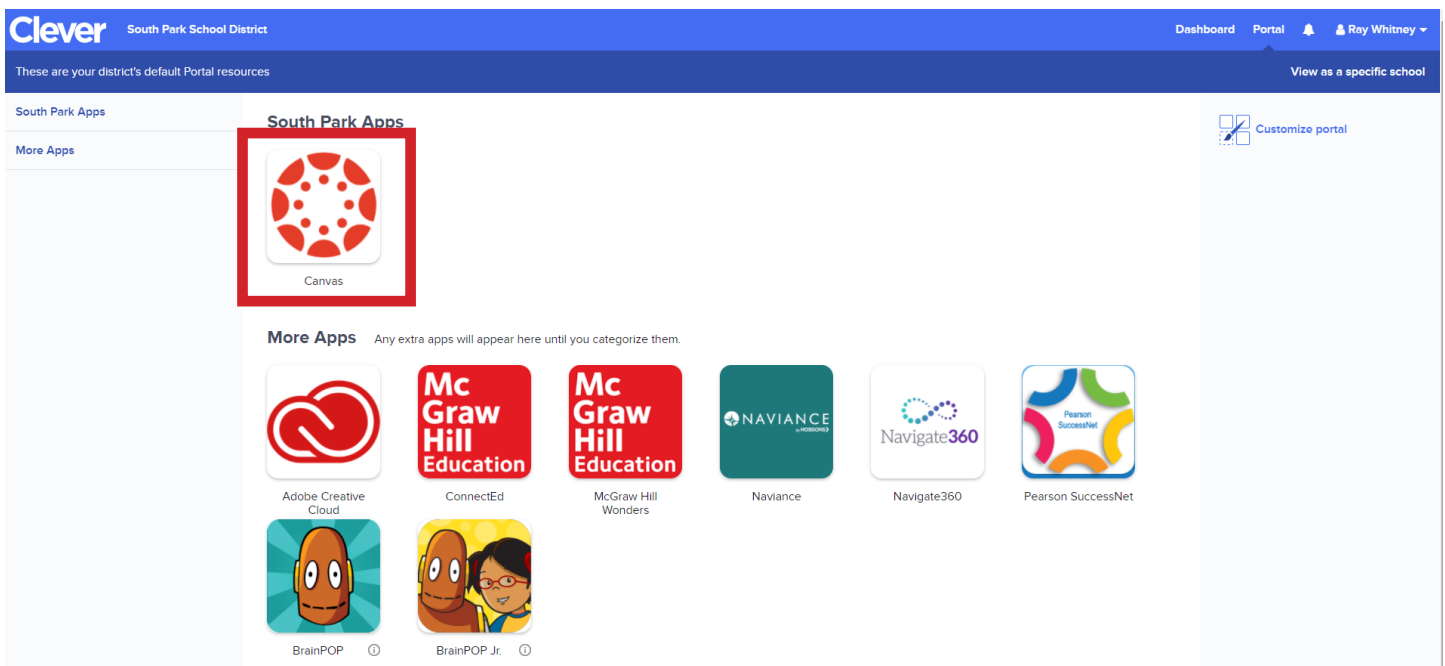 Clever South Park School District Dashboard Portal Ray Whitney
These are your district's default Portal resources View as a specific school
South Park Apps
More Apps
South Park Apps
Canvas
Customize portal
More Apps Any extra apps will appear here until you categorize them.
Mc
Graw
Hill
Education
Mc
Graw
Hill
Education
NAVIANCE
by HOBSONS
Navigate360
Pearson
SuccessNet
Adobe Creative
Cloud
ConnectEd
McGraw Hill
Wonders
Naviance
Navigate360
Pearson SuccessNet
BrainPOP
BrainPOP Jr.